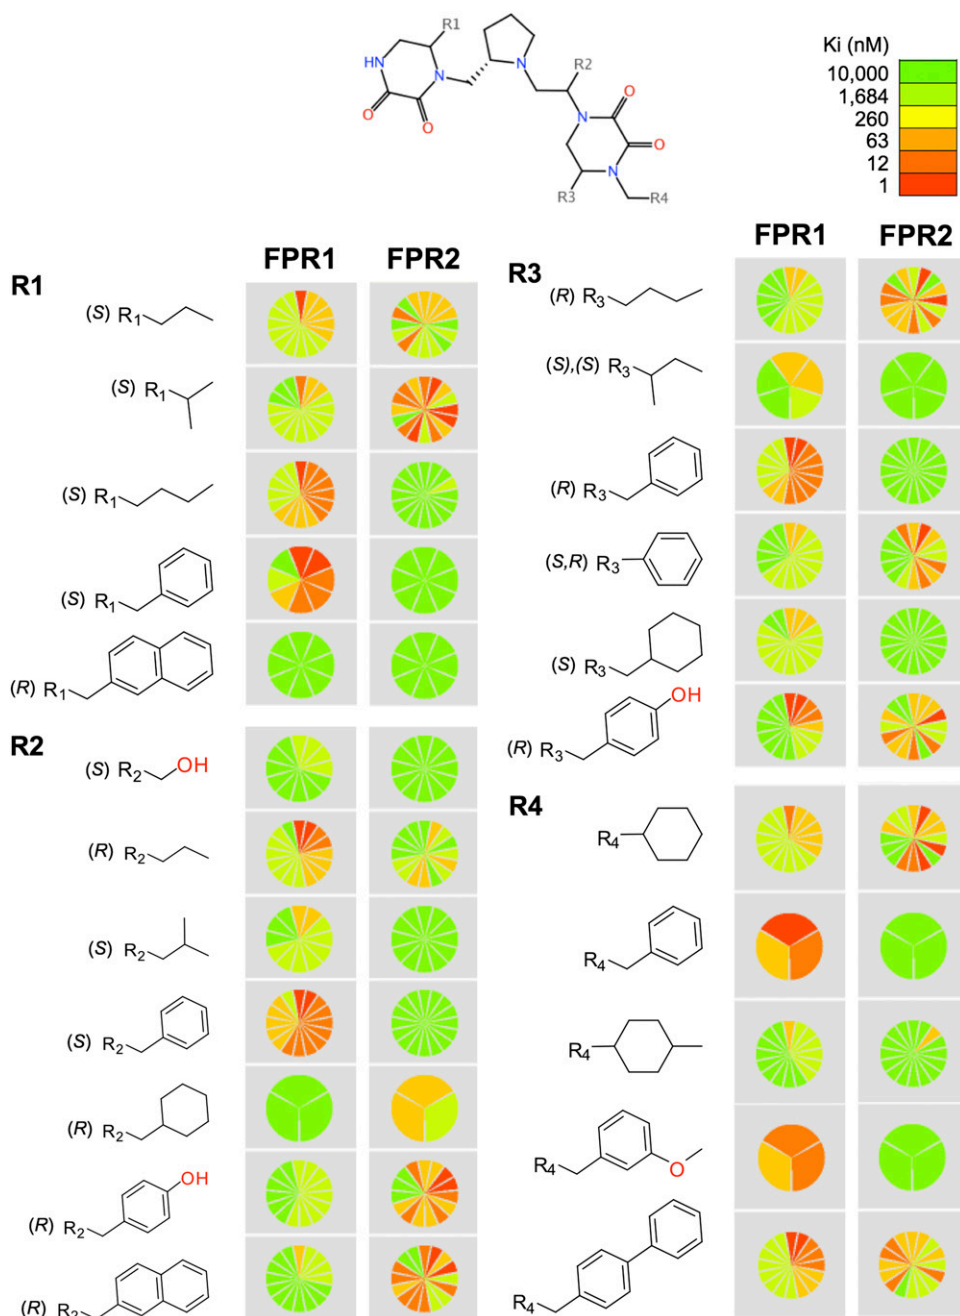 R1
HN
N
N
R2
O
O
N
O
O
N
R3
R4
Ki (nM)
10,000
1,684
260
63
12
1
FPR1 FPR2
R1
(S) R1
(S) R1
(S) R1
(S) R1
(R) R1
R2
(S) R2 OH
(R) R2
(S) R2
(S) R2
(R) R2
OH
(R) R2
(R) R2
FPR1 FPR2
R3
(R) R3
(S),(S) R3
(R) R3
(S,R) R3
(S) R3
OH
(R) R3
R4
R4
R4
R4
R4 O
R4